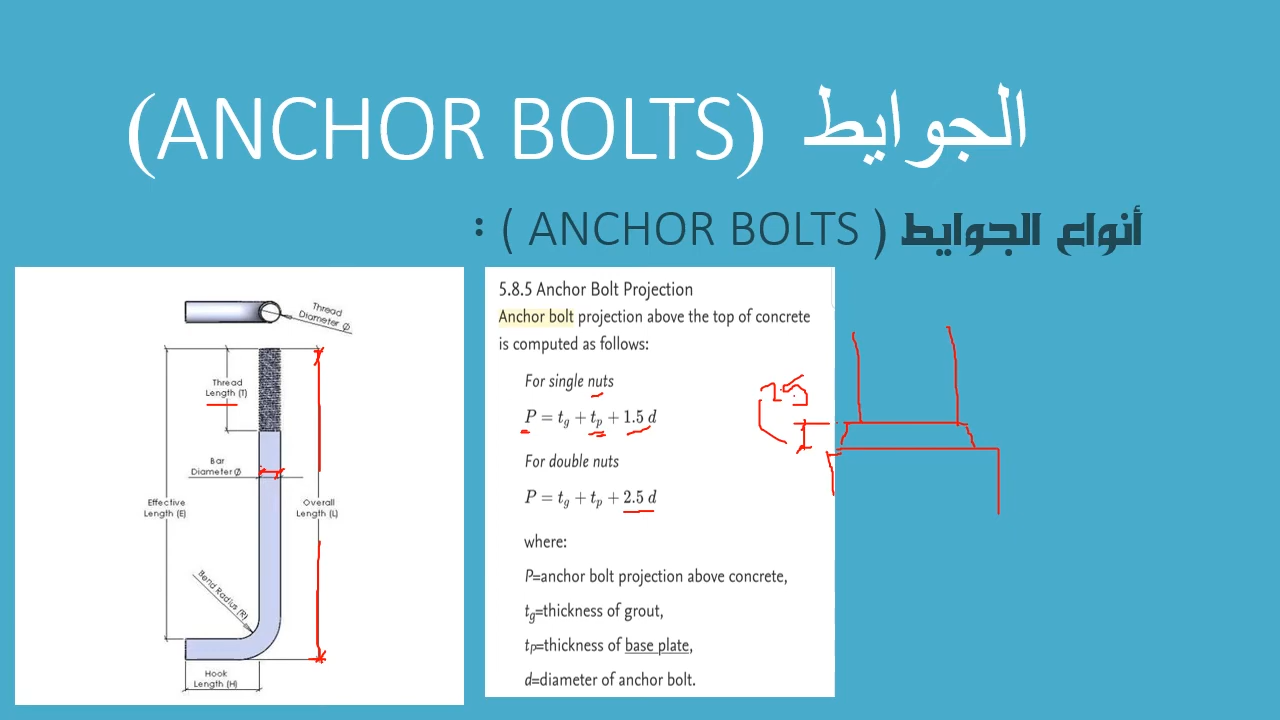 الجوايط (ANCHOR BOLTS)
أنواع الجوايط ( ANCHOR BOLTS ) :
Thread
Diameter Ø
Thread
Length (T)
Bar
Diameter Ø
Effective
Length (E)
Overall
Length (L)
Bend Radius (R)
Hook
Length (H)
5.8.5 Anchor Bolt Projection
Anchor bolt projection above the top of concrete
is computed as follows:
For single nuts
P = tg + tp + 1.5 d
For double nuts
P = tg + tp + 2.5 d
where:
P=anchor bolt projection above concrete,
tg=thickness of grout,
tp=thickness of base plate,
d=diameter of anchor bolt.